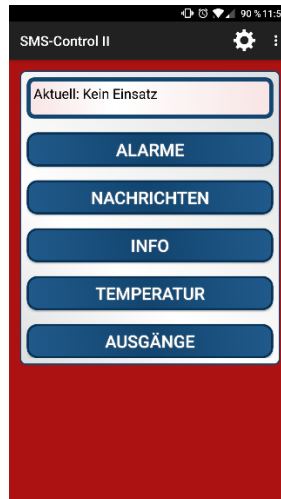 90 % 11:5
SMS-Control II
Aktuell: Kein Einsatz
ALARME
NACHRICHTEN
INFO
TEMPERATUR
AUSGÄNGE